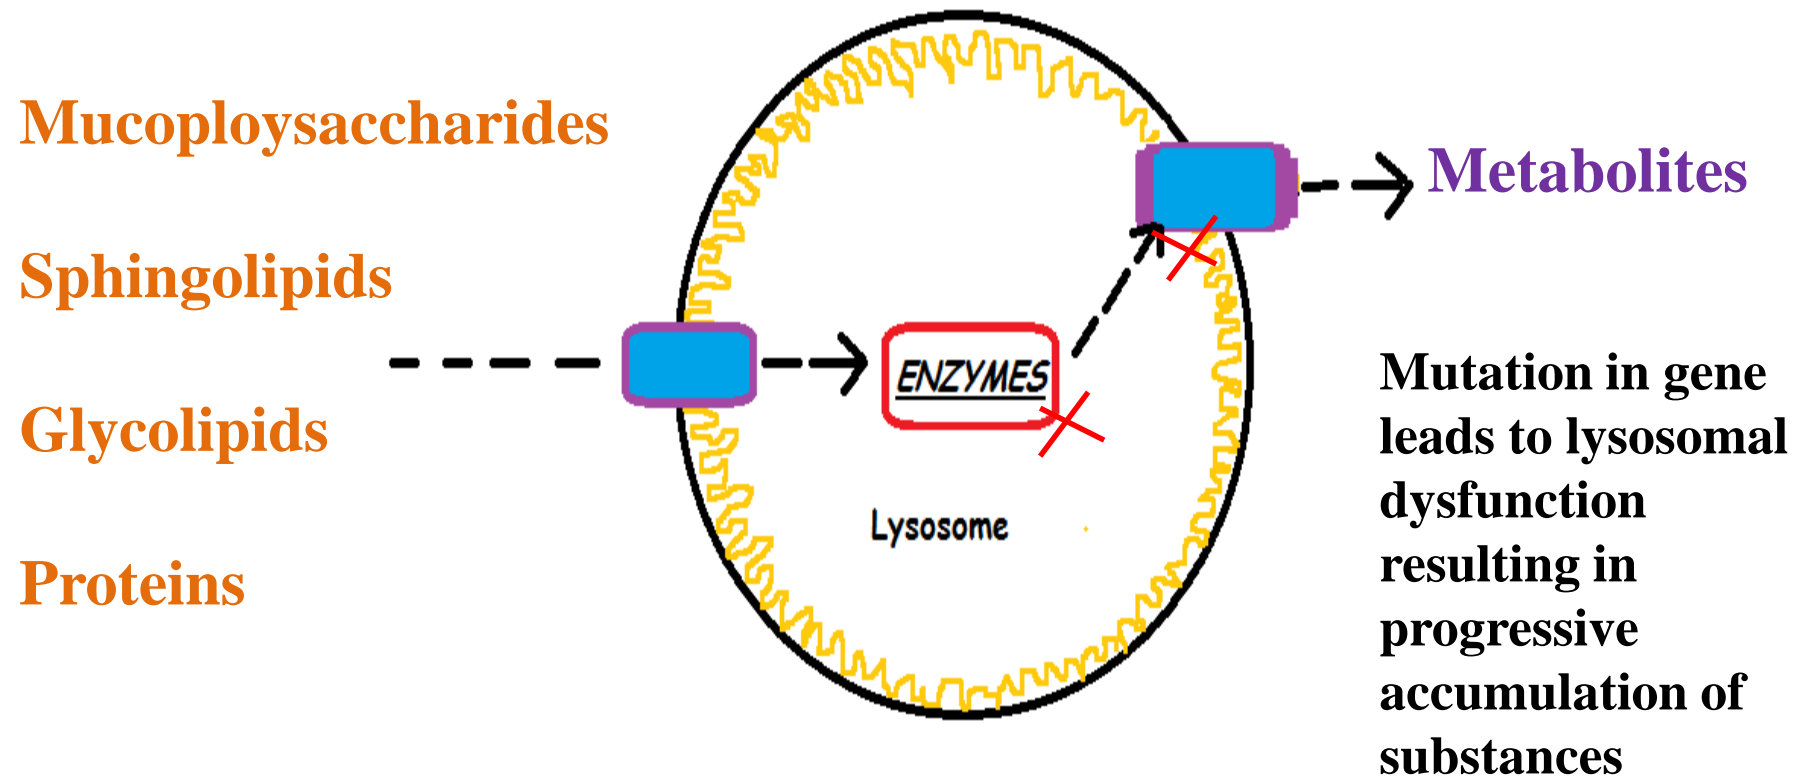 Mucoploysaccharides
Sphingolipids
Glycolipids
Proteins
ENZYMES
Lysosome
Metabolites
Mutation in gene
leads to lysosomal
dysfunction
resulting in
progressive
accumulation of
substances